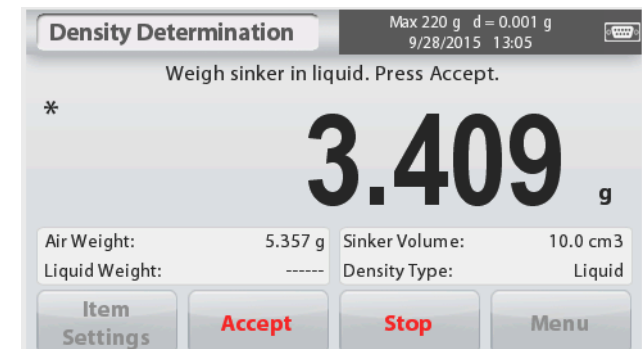 Density Determination
Max 220 g d = 0.001 g
9/28/2015 13:05
Weigh sinker in liquid. Press Accept.
*
3.409 g
Air Weight: 5.357 g
Liquid Weight: ------
Sinker Volume: 10.0 cm3
Density Type: Liquid
Item
Settings
Accept
Stop
Menu